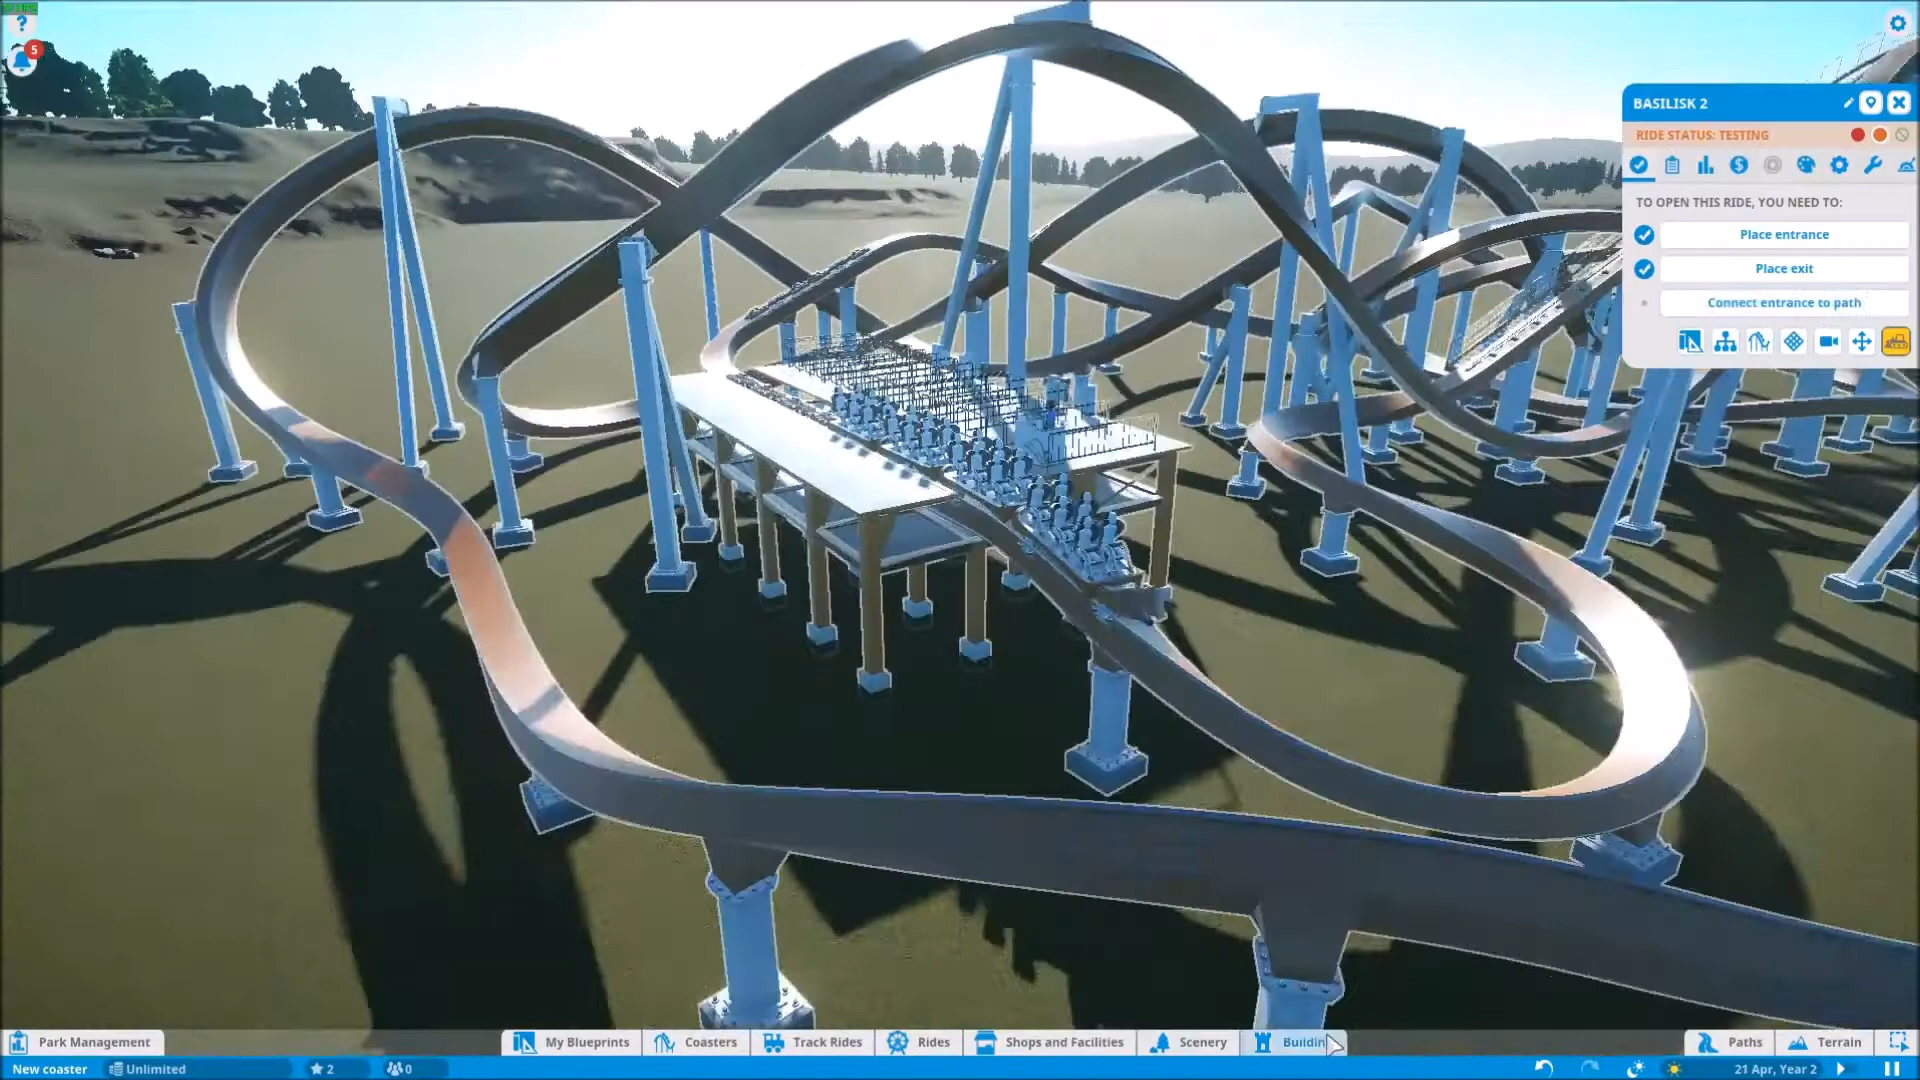 ?
5
BASILISK 2
RIDE STATUS: TESTING
TO OPEN THIS RIDE, YOU NEED TO:
Place entrance
Place exit
Connect entrance to path
Park Management
My Blueprints
Coasters
Track Rides
Rides
Shops and Facilities
Scenery
Buildin
Paths
Terrain
New coaster
Unlimited
2
0
21 Apr, Year 2